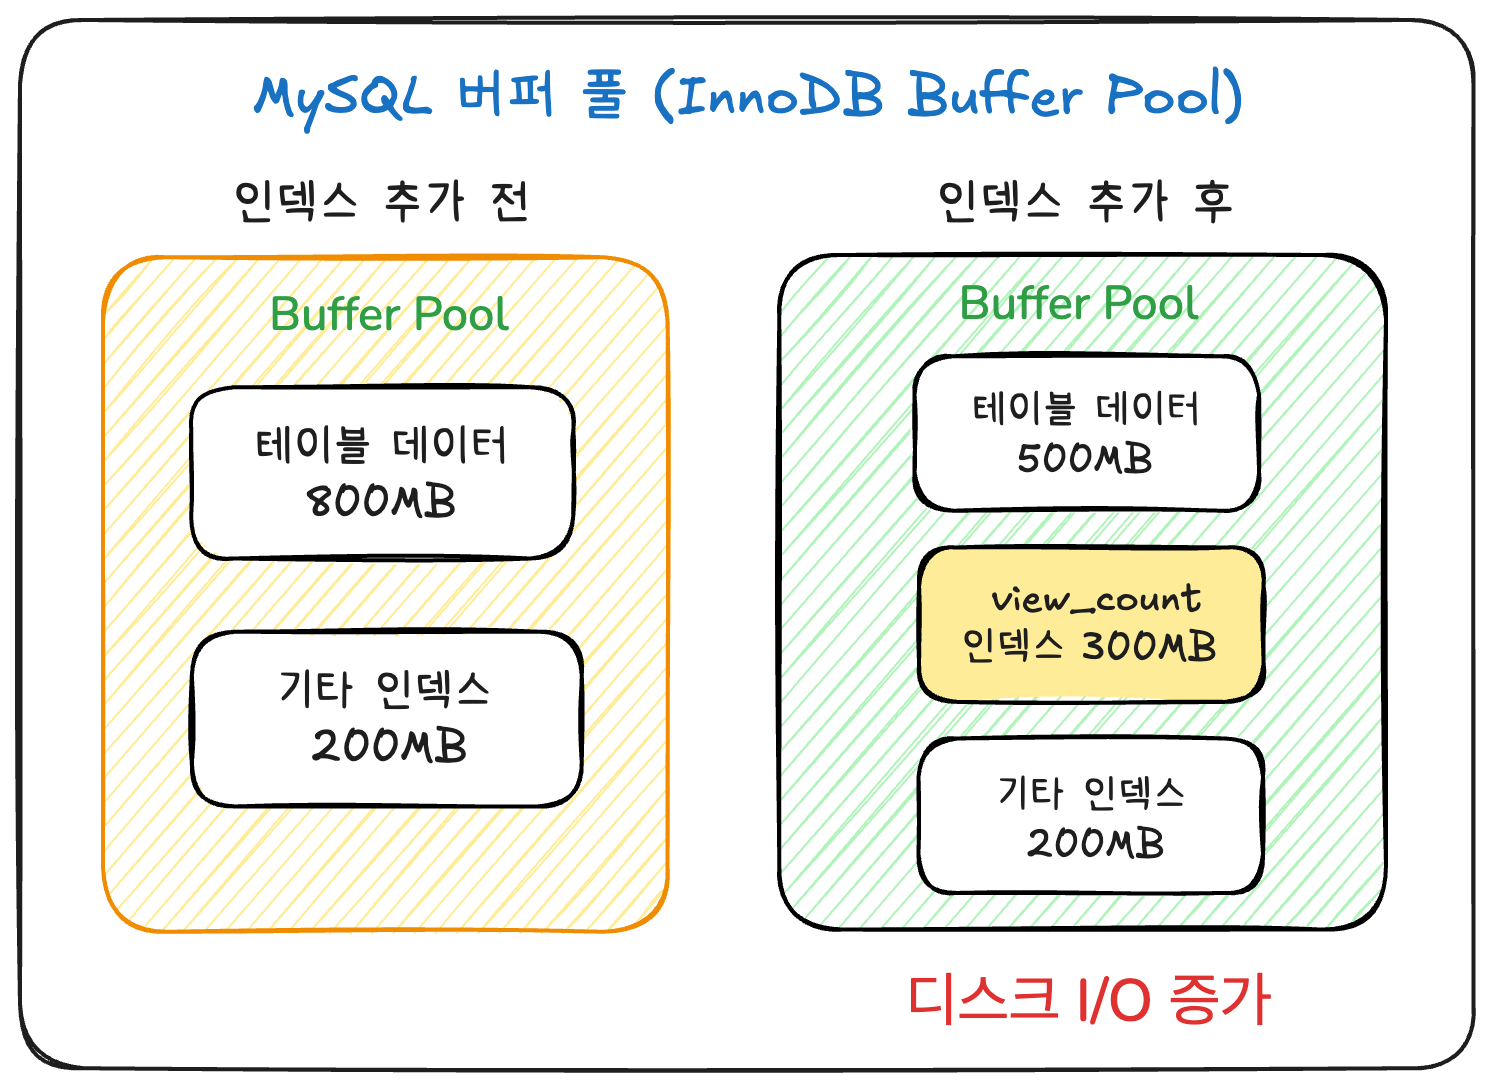 MySQL 버퍼 풀 (InnoDB Buffer Pool)
인덱스 추가 전
Buffer Pool
테이블 데이터
800MB
기타 인덱스
200MB
인덱스 추가 후
Buffer Pool
테이블 데이터
500MB
view_count
인덱스 300MB
기타 인덱스
200MB
디스크 I/O 증가